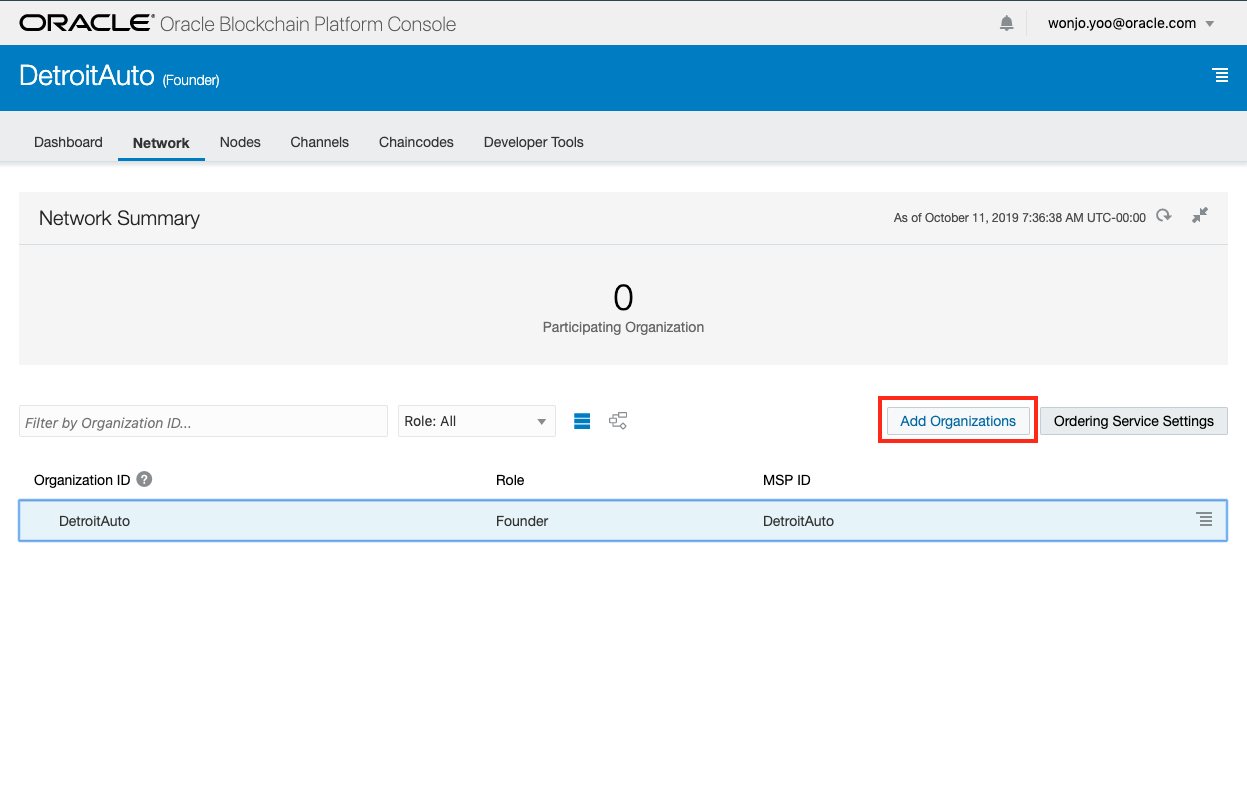 ORACLE® Oracle Blockchain Platform Console
wonjo.yoo@oracle.com
DetroitAuto (Founder)
Dashboard Network Nodes Channels Chaincodes Developer Tools
Network Summary
As of October 11, 2019 7:36:38 AM UTC-00:00
0
Participating Organization
Filter by Organization ID...
Role: All
Add Organizations
Ordering Service Settings
Organization ID ? Role MSP ID
DetroitAuto Founder DetroitAuto